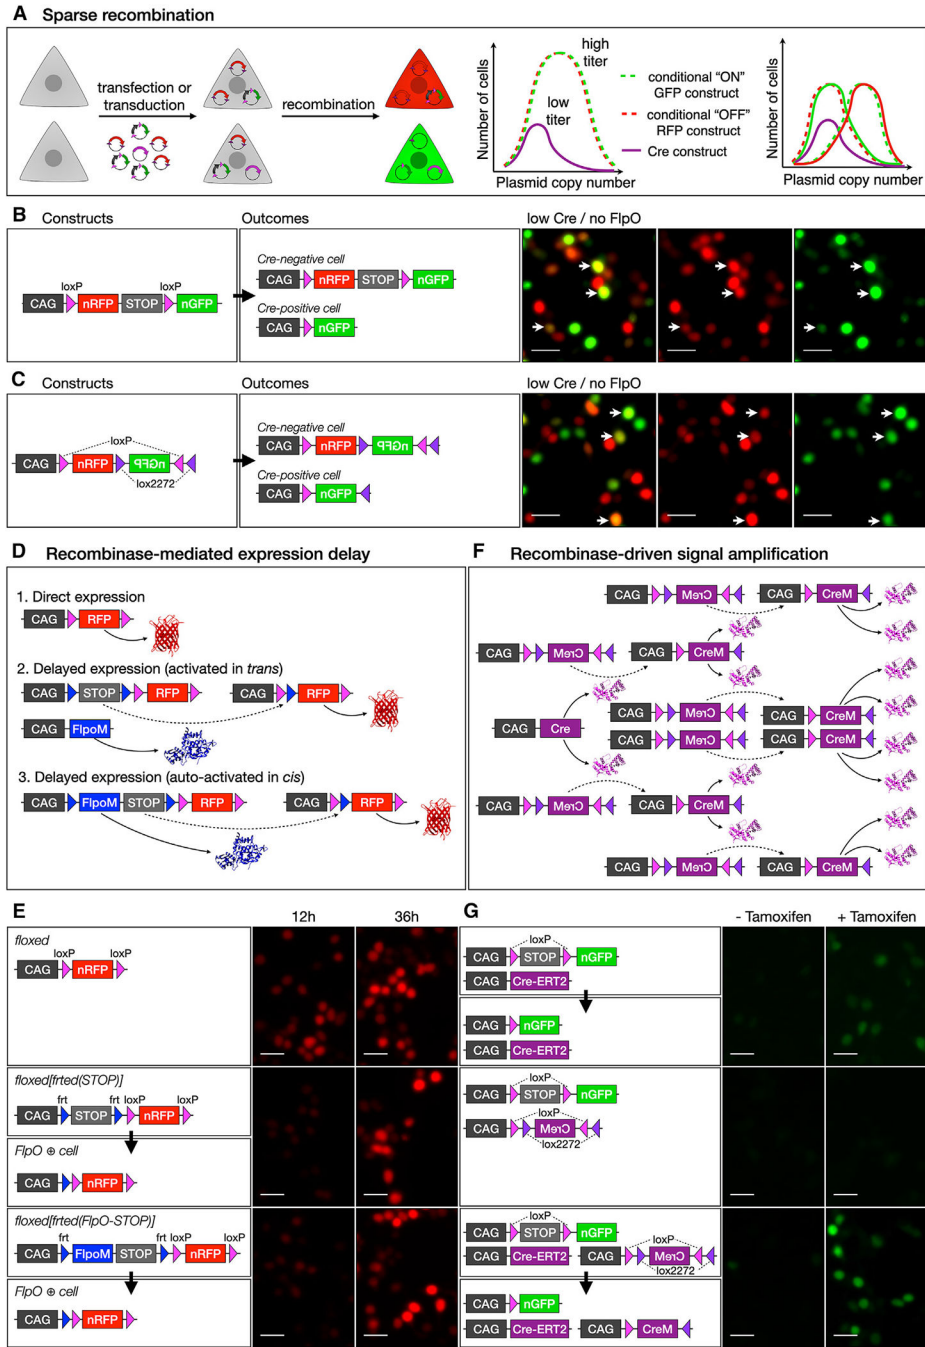 A Sparse recombination
transfection or
transduction
recombination
Number of cells
high
titer
low
titer
Plasmid copy number
conditional “ON”
GFP construct
conditional “OFF”
RFP construct
Cre construct
Number of cells
Plasmid copy number
B Constructs Outcomes low Cre / no FlpO
loxP loxP
CAG nRFP STOP nGFP
Cre-negative cell
CAG nRFP STOP nGFP
Cre-positive cell
CAG nGFP
C Constructs Outcomes low Cre / no FlpO
loxP
CAG nRFP nGFP
lox2272
Cre-negative cell
CAG nRFP nGFP
Cre-positive cell
CAG nGFP
D Recombinase-mediated expression delay
1. Direct expression
CAG RFP
2. Delayed expression (activated in trans)
CAG STOP RFP CAG RFP
CAG FlpoM
3. Delayed expression (auto-activated in cis)
CAG FlpoM STOP RFP CAG RFP
F Recombinase-driven signal amplification
CAG CreM CAG CreM
CAG CreM CAG CreM
CAG Cre
CAG CreM CAG CreM
CAG CreM CAG CreM
CAG CreM CAG CreM
CAG CreM CAG CreM
E 12h 36h
floxed
loxP loxP
CAG nRFP
floxed[frted(STOP)]
frt frt loxP loxP
CAG STOP nRFP
FlpO ⊕ cell
CAG nRFP
floxed[frted(FlpO-STOP)]
frt frt loxP loxP
CAG FlpoM STOP nRFP
FlpO ⊕ cell
CAG nRFP
G - Tamoxifen + Tamoxifen
loxP
CAG STOP nGFP
CAG Cre-ERT2
CAG nGFP
CAG Cre-ERT2
loxP
CAG STOP nGFP
loxP
CAG CreM
lox2272
loxP
CAG STOP nGFP
loxP
CAG Cre-ERT2 CAG CreM
lox2272
CAG nGFP
CAG Cre-ERT2 CAG CreM